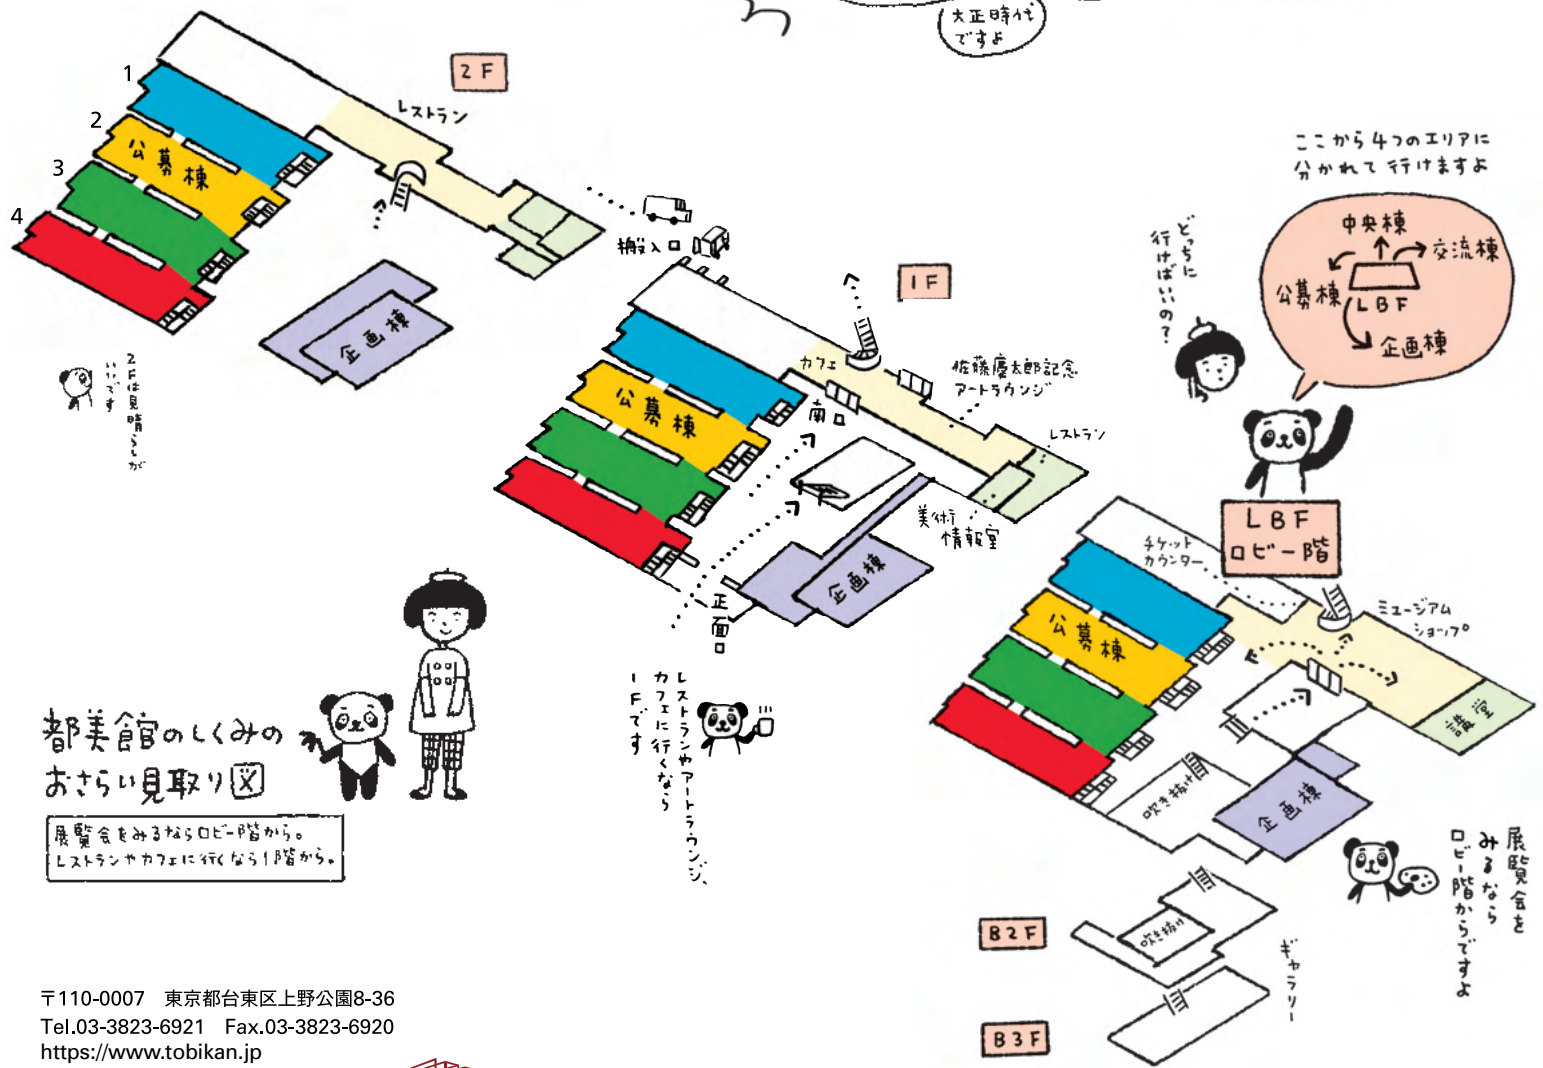 大正時代
ですよ
2F
レストラン
1
2
3
4
公募棟
企画棟
2Fは見晴らしが
いいです
搬入口
1F
カフェ
南口
佐藤慶太郎記念
アートラウンジ
レストラン
美術
情報室
公募棟
企画棟
正面口
レストランやアートラウンジ、
カフェに行くなら
1Fです
ここから4つのエリアに
分かれて行けますよ
中央棟
交流棟
公募棟
LBF
企画棟
どっちに
行けばいいの?
LBF
ロビー階
チケット
カウンター
ミュージアム
ショップ
公募棟
講堂
吹き抜け
企画棟
展覧会を
みるなら
ロビー階からですよ
B2F
吹き抜け
ギャラリー
B3F
都美館のしくみの
おさらい見取り図
展覧会をみるならロビー階から。
レストランやカフェに行くなら1階から。
〒110-0007 東京都台東区上野公園8-36
Tel.03-3823-6921 Fax.03-3823-6920
https://www.tobikan.jp